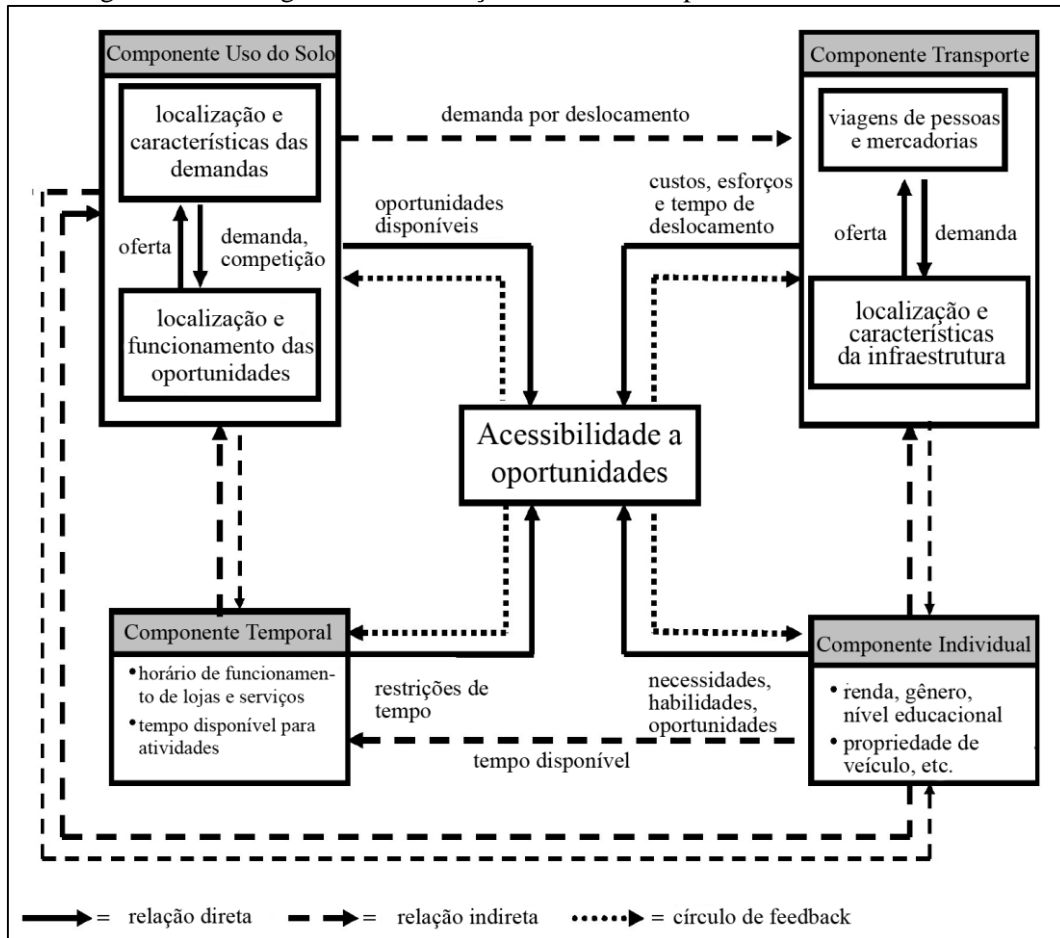 Componente Uso do Solo
localização e
características das
demandas
oferta
demanda,
competição
localização e
funcionamento das
oportunidades
demanda por deslocamento
oportunidades
disponíveis
custos, esforços
e tempo de
deslocamento
Componente Transporte
viagens de pessoas
e mercadorias
oferta
demanda
localização e
características
da infraestrutura
Acessibilidade a
oportunidades
Componente Temporal
•horário de funcionamen-
to de lojas e serviços
•tempo disponível para
atividades
restrições de
tempo
necessidades,
habilidades,
oportunidades
tempo disponível
Componente Individual
• renda, gênero,
nível educacional
• propriedade de
veículo, etc.
= relação direta
= relação indireta
= círculo de feedback